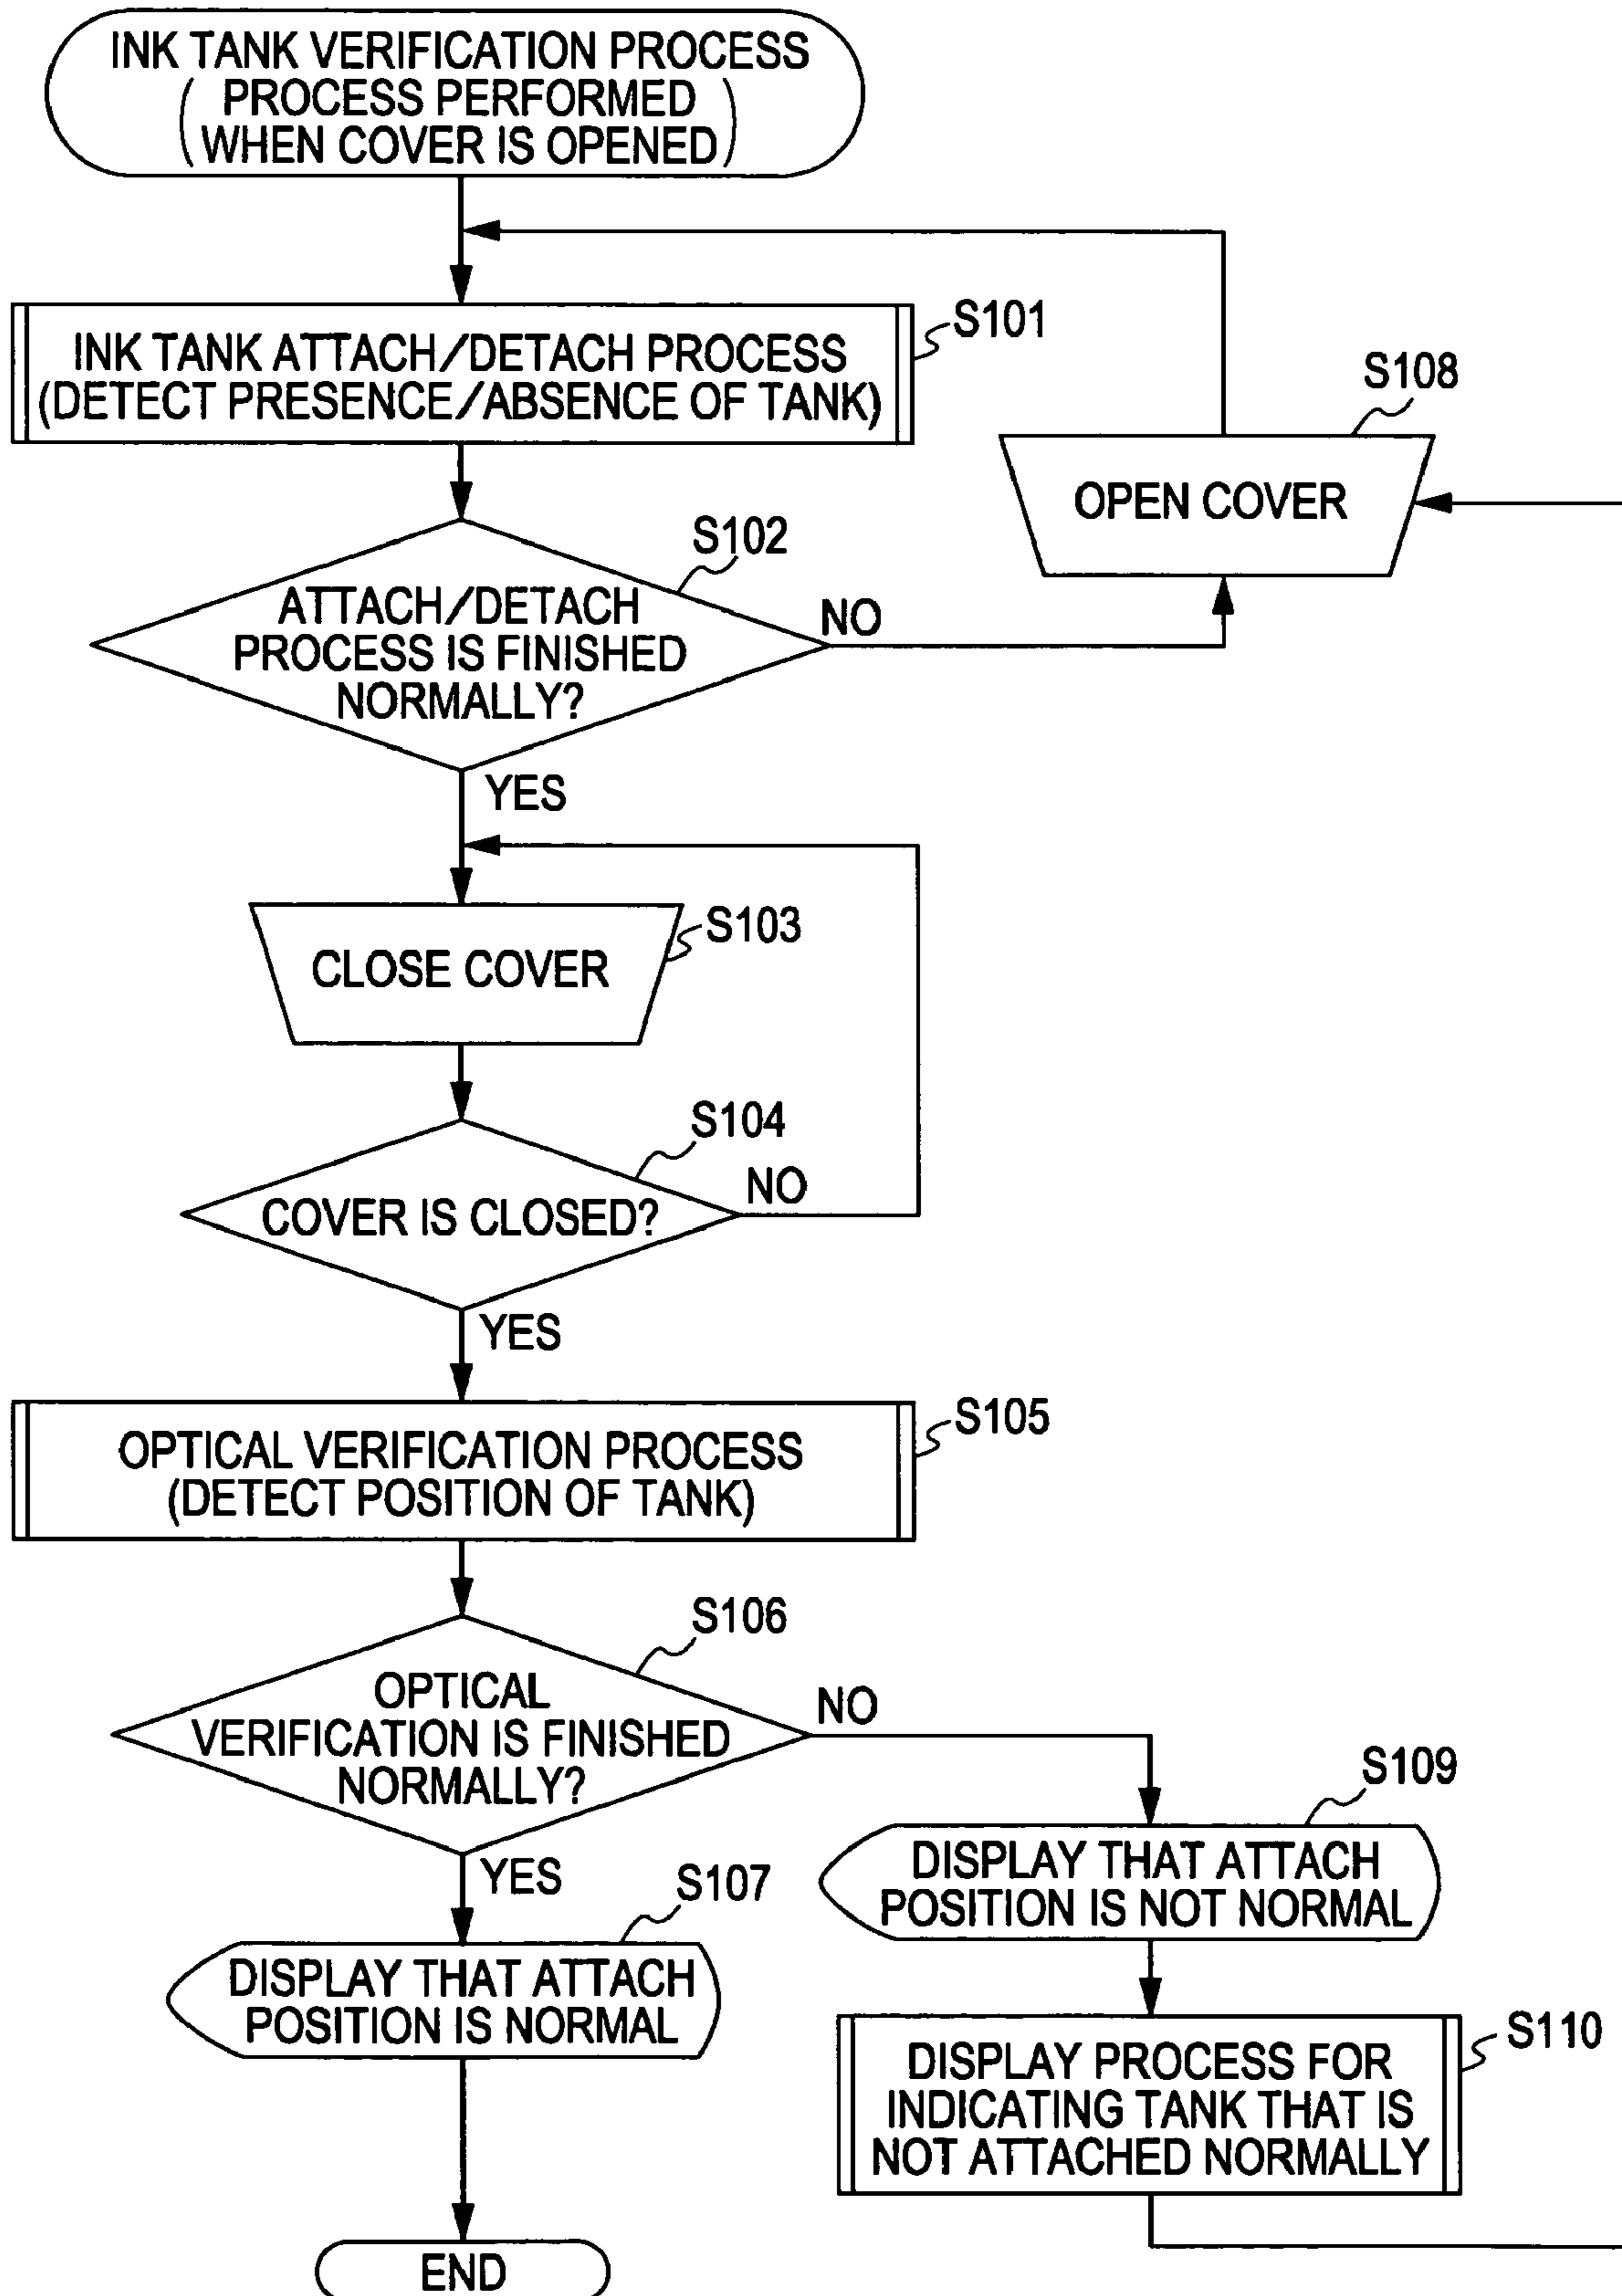 INK TANK VERIFICATION PROCESS
( PROCESS PERFORMED
WHEN COVER IS OPENED )
S101
INK TANK ATTACH/DETACH PROCESS
(DETECT PRESENCE/ABSENCE OF TANK)
S108
OPEN COVER
S102
ATTACH/DETACH
PROCESS IS FINISHED
NORMALLY?
NO
YES
S103
CLOSE COVER
S104
COVER IS CLOSED?
NO
YES
S105
OPTICAL VERIFICATION PROCESS
(DETECT POSITION OF TANK)
S106
OPTICAL
VERIFICATION IS FINISHED
NORMALLY?
NO
YES
S107
DISPLAY THAT ATTACH
POSITION IS NORMAL
S109
DISPLAY THAT ATTACH
POSITION IS NOT NORMAL
S110
DISPLAY PROCESS FOR
INDICATING TANK THAT IS
NOT ATTACHED NORMALLY
END